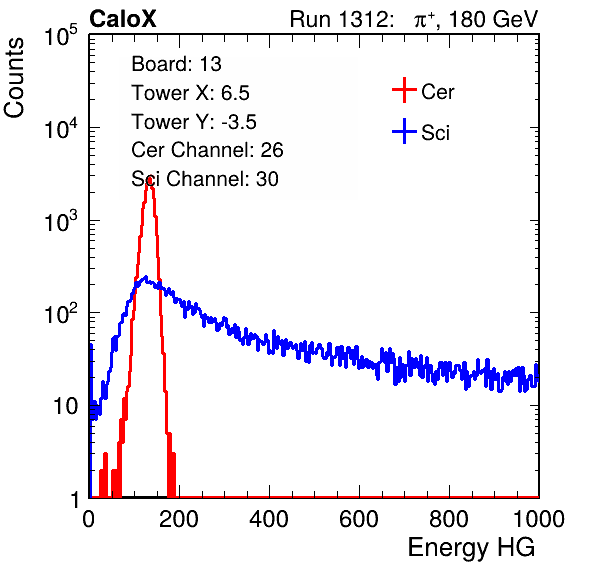 CaloX Run 1312: π⁺, 180 GeV
Counts
10⁵
10⁴
10³
10²
10
1
Board: 13
Tower X: 6.5
Tower Y: -3.5
Cer Channel: 26
Sci Channel: 30
Cer
Sci
0 200 400 600 800 1000
Energy HG